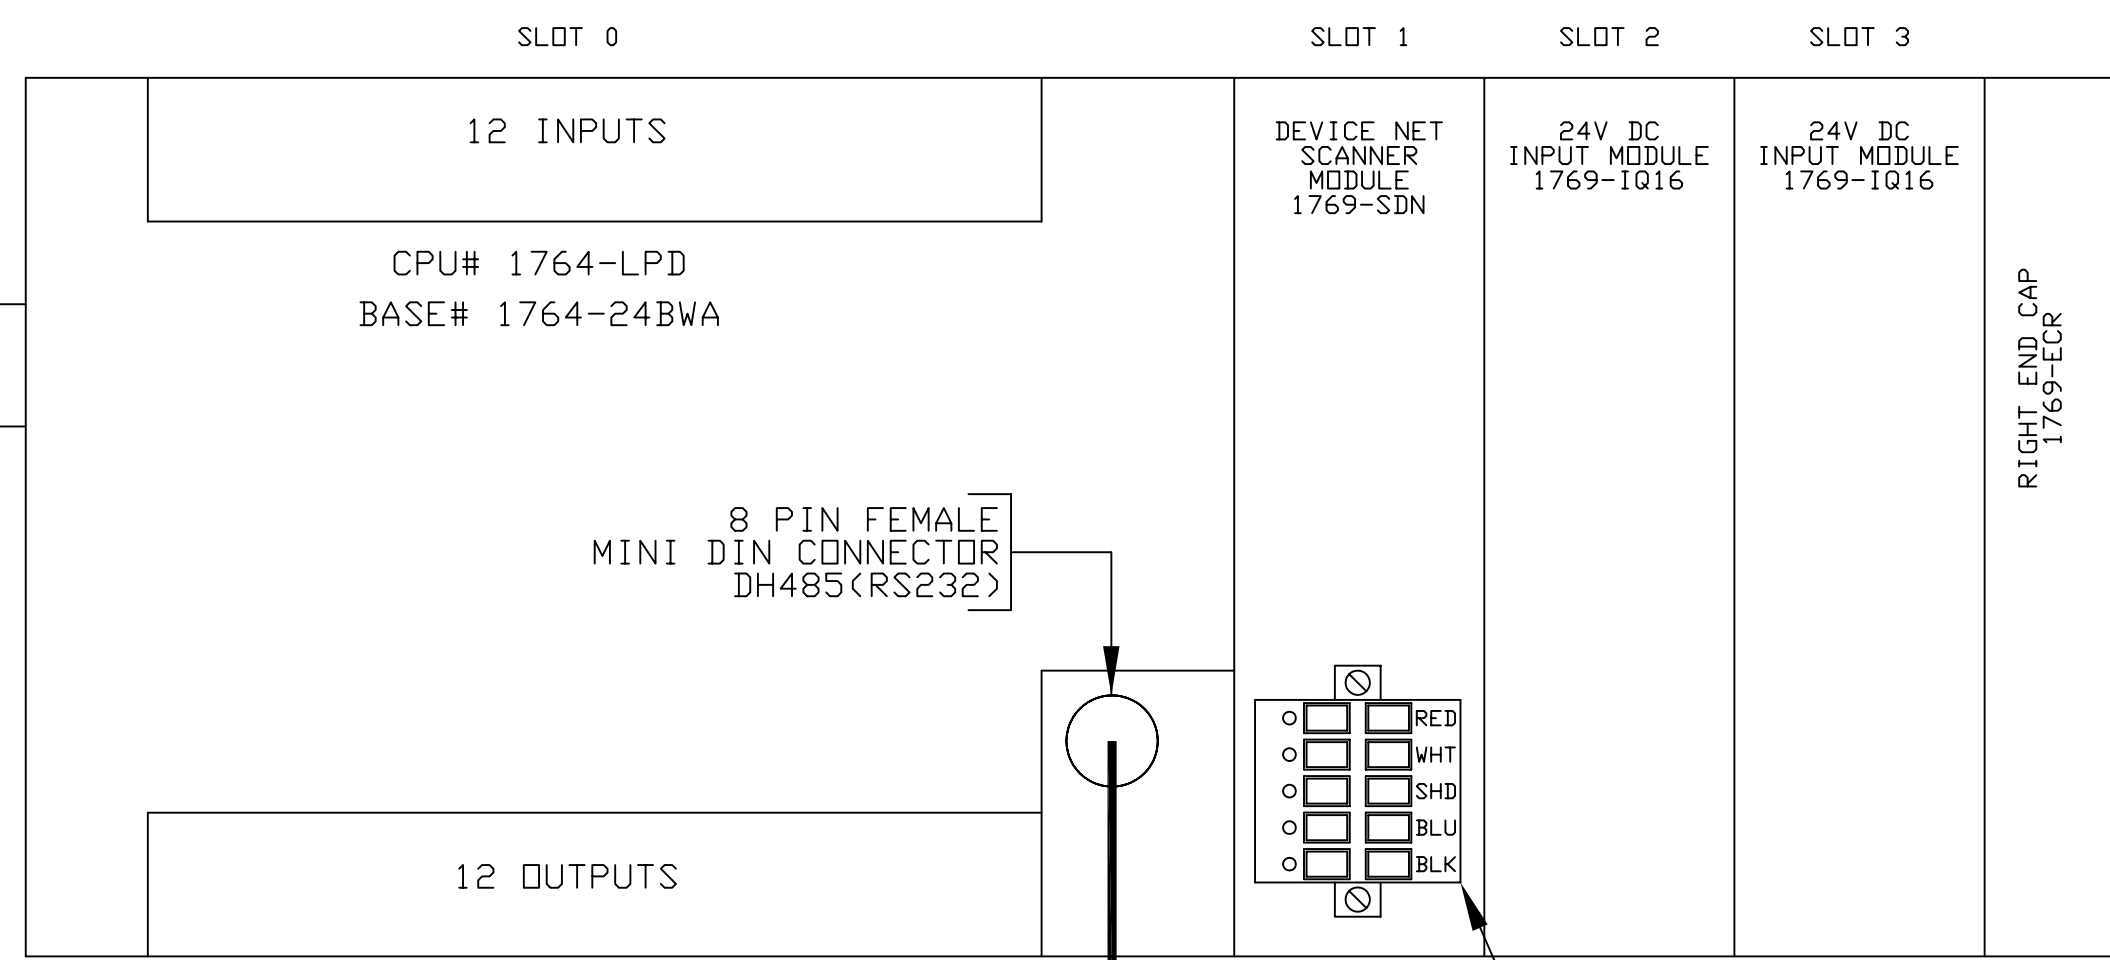 SLOT 0
SLOT 1
SLOT 2
SLOT 3
12 INPUTS
CPU# 1764-LPD
BASE# 1764-24BWA
8 PIN FEMALE
MINI DIN CONNECTOR
DH485(RS232)
12 OUTPUTS
DEVICE NET
SCANNER
MODULE
1769-SDN
RED
WHT
SHD
BLU
BLK
24V DC
INPUT MODULE
1769-IQ16
24V DC
INPUT MODULE
1769-IQ16
RIGHT END CAP
1769-ECR